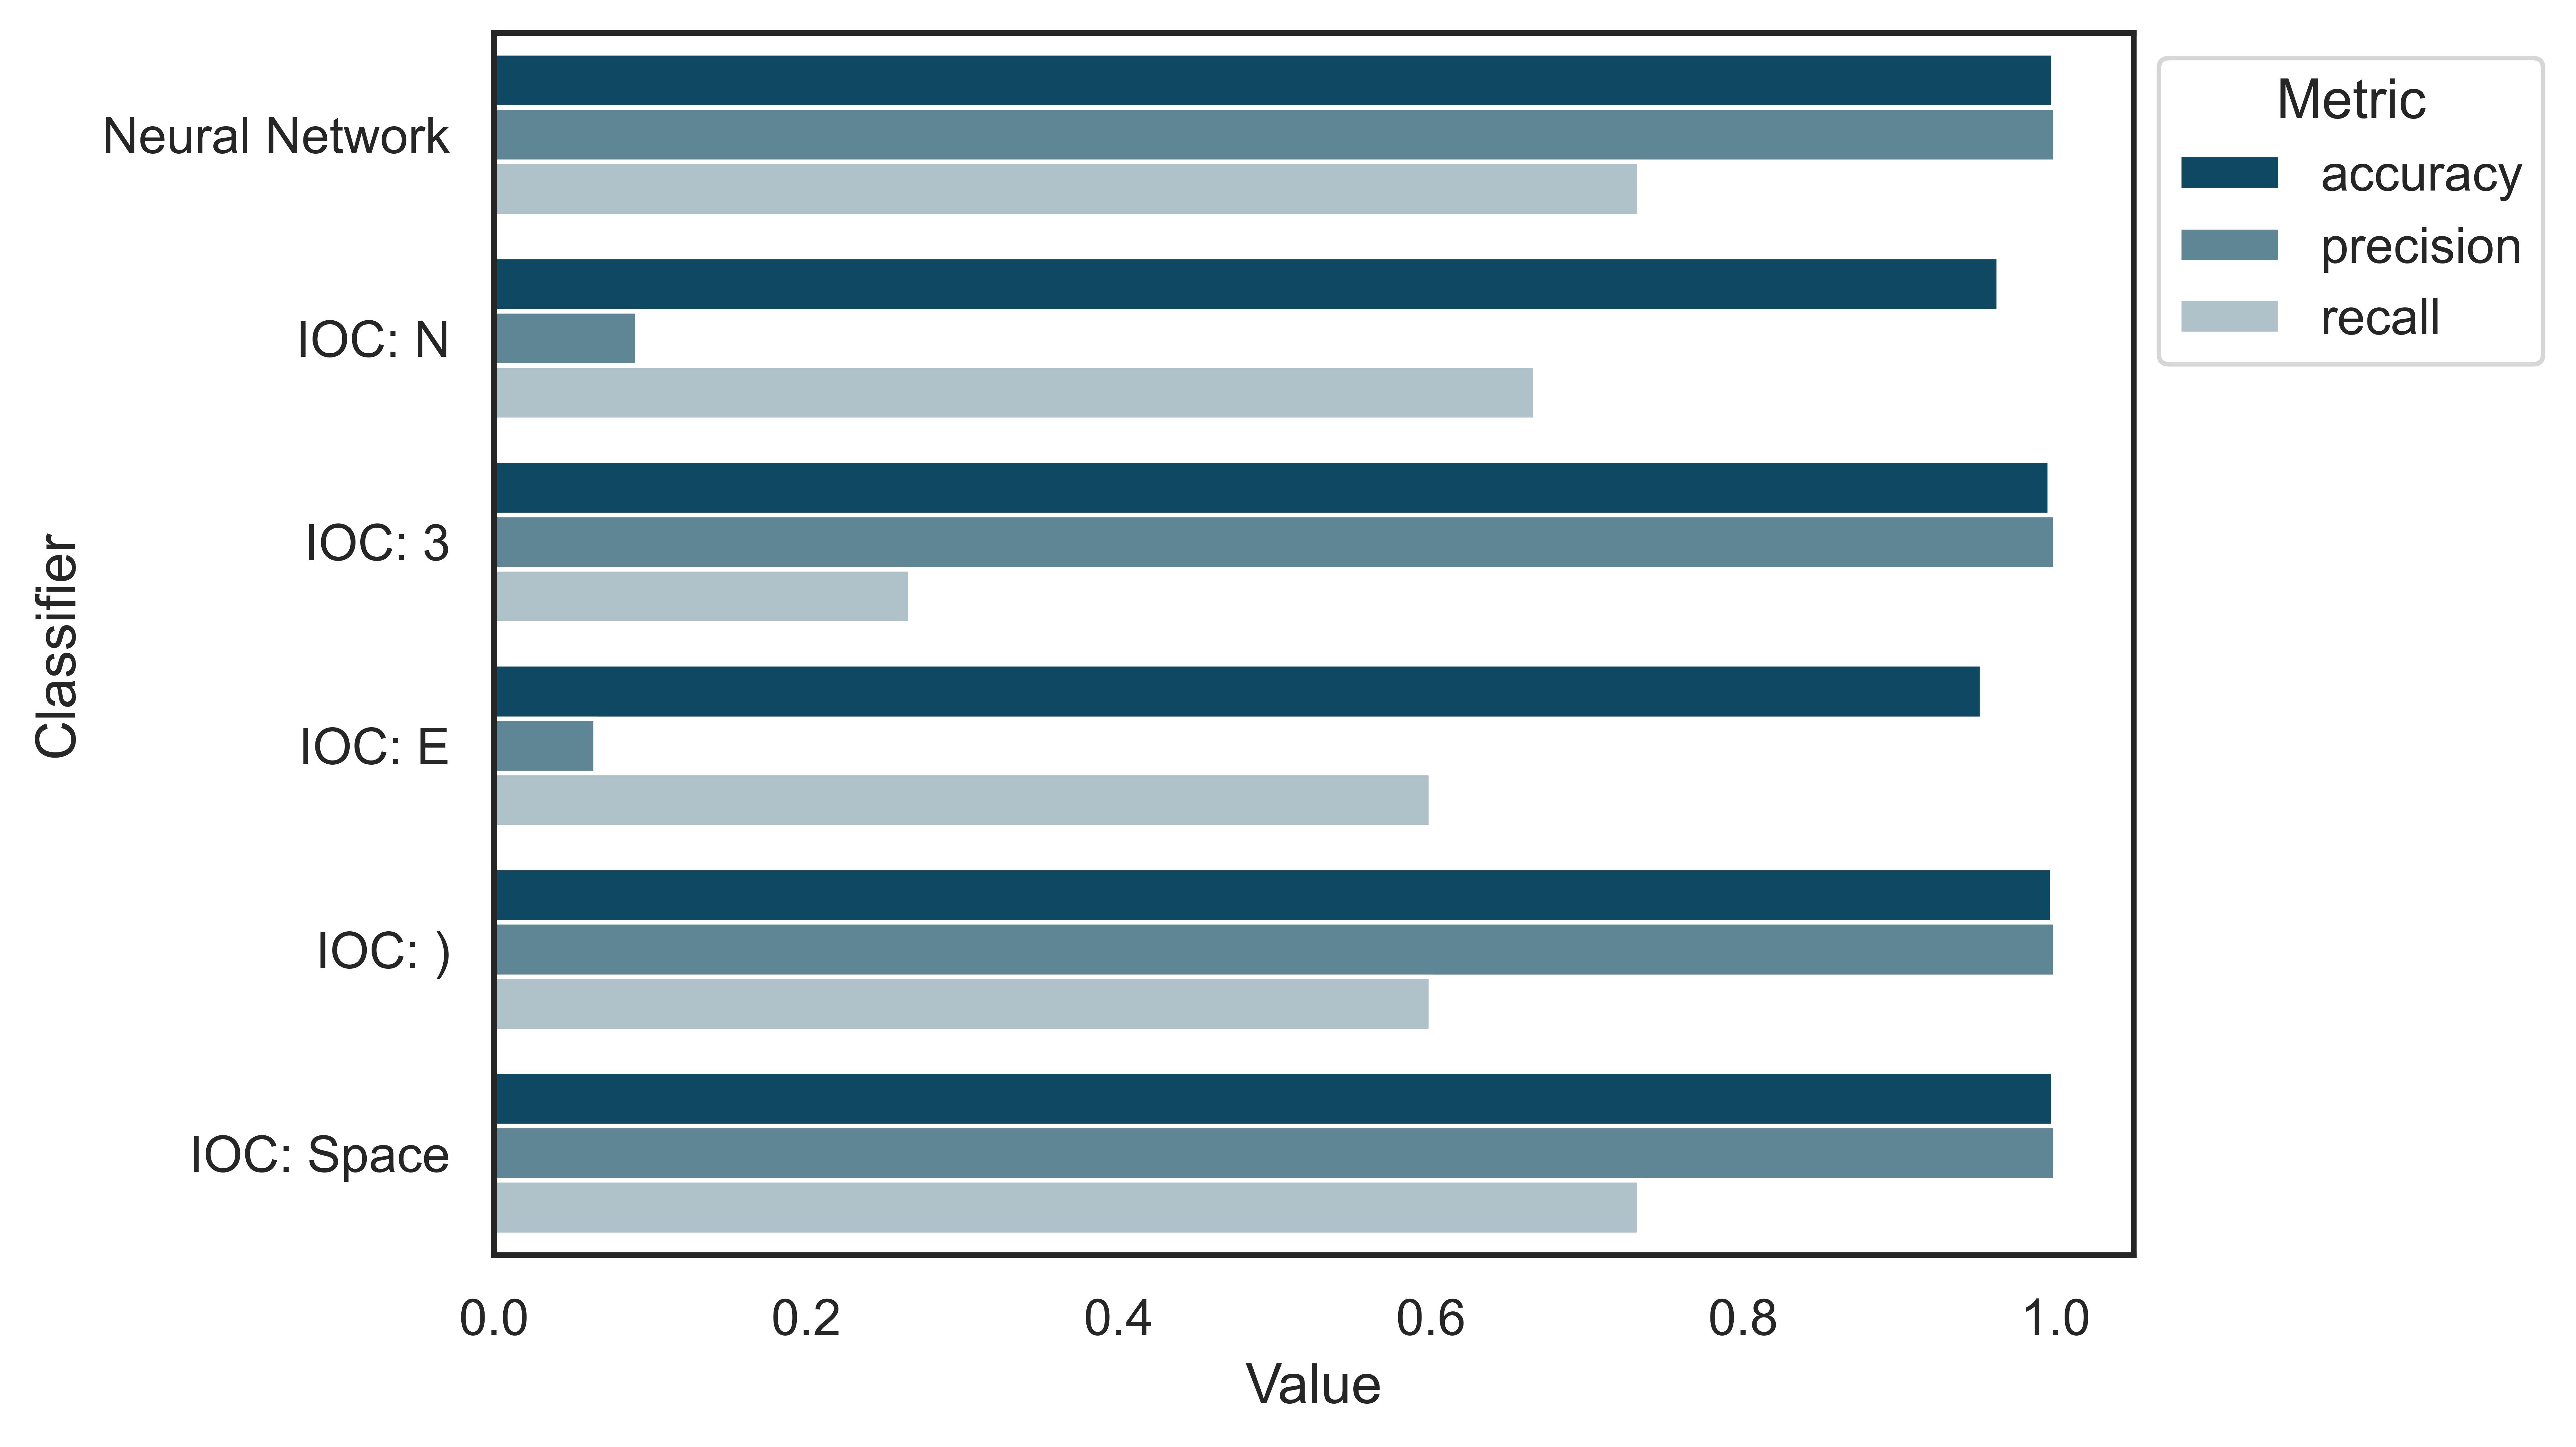 Neural Network
IOC: N
IOC: 3
IOC: E
IOC: )
IOC: Space
Classifier
0.0 0.2 0.4 0.6 0.8 1.0
Value
Metric
accuracy
precision
recall